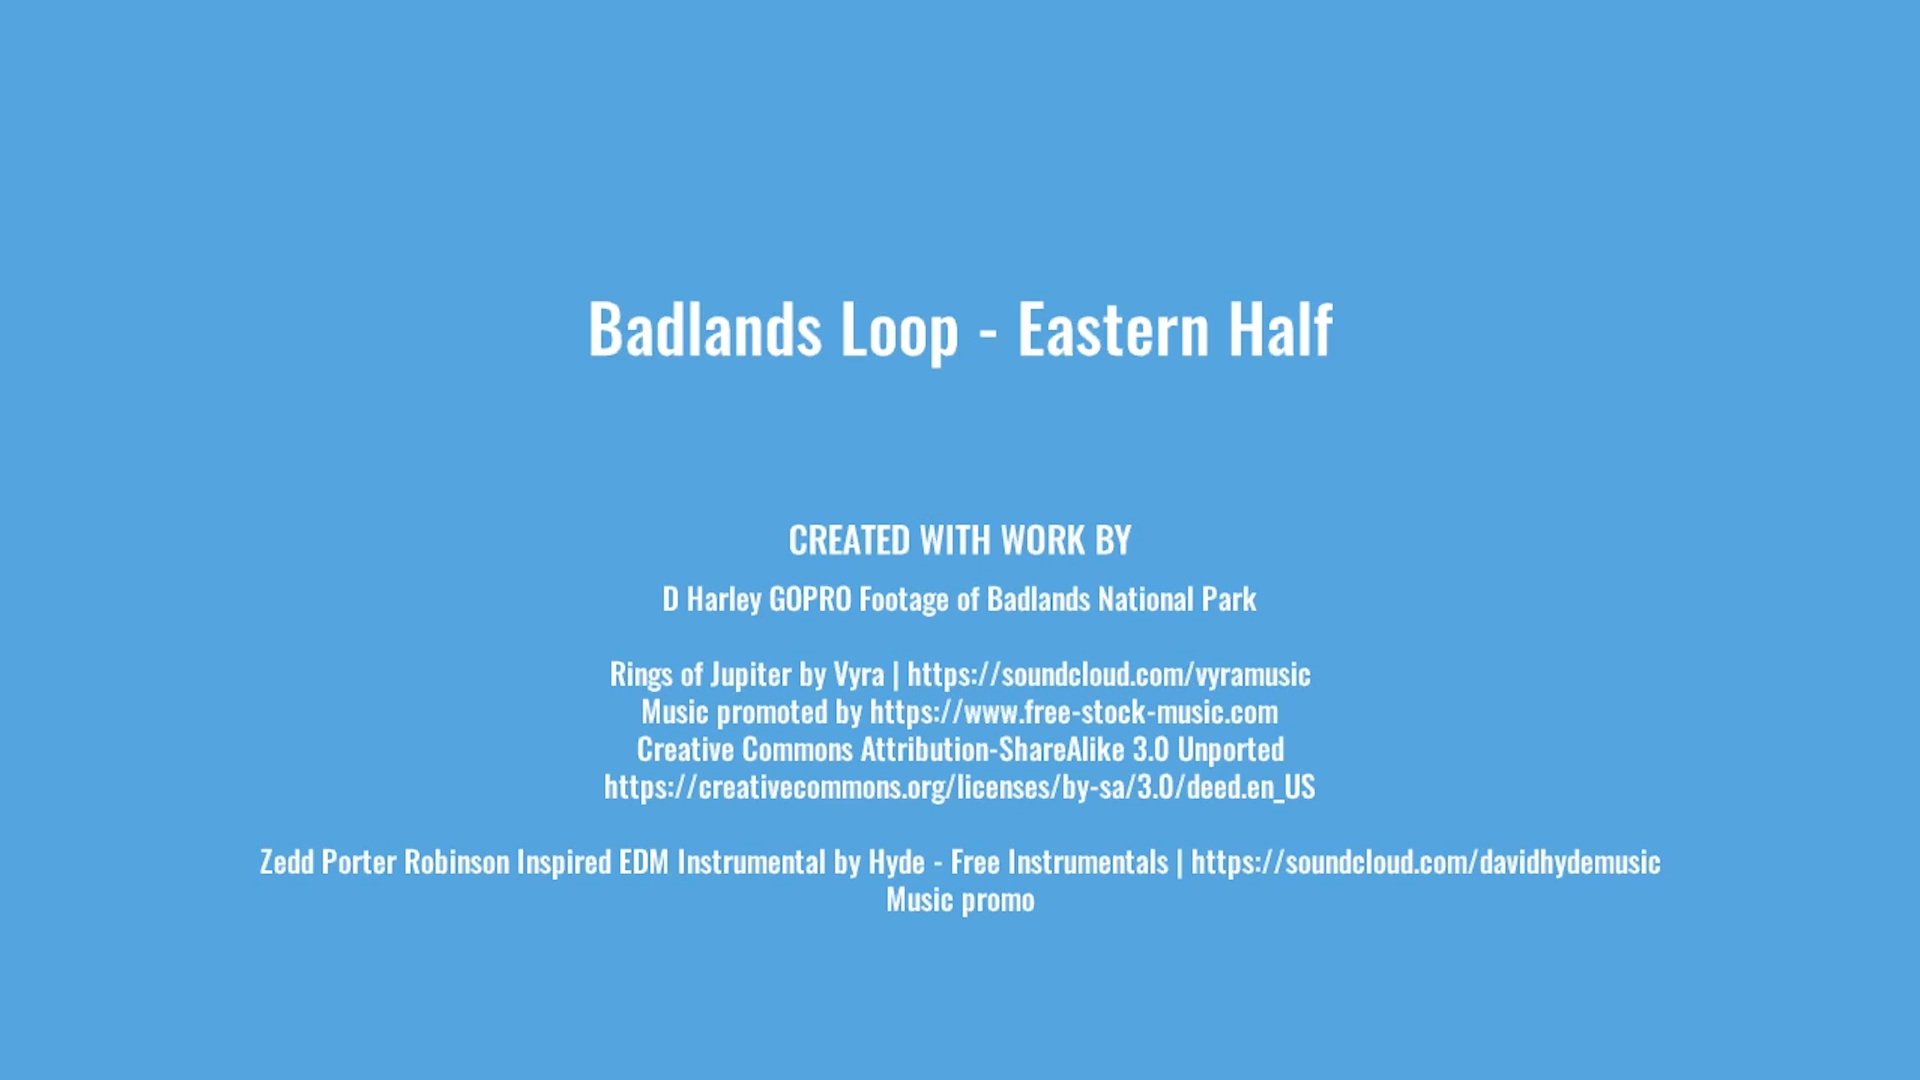 Badlands Loop - Eastern Half
CREATED WITH WORK BY
D Harley GOPRO Footage of Badlands National Park
Rings of Jupiter by Vyra | https://soundcloud.com/vyramusic
Music promoted by https://www.free-stock-music.com
Creative Commons Attribution-ShareAlike 3.0 Unported
https://creativecommons.org/licenses/by-sa/3.0/deed.en_US
Zedd Porter Robinson Inspired EDM Instrumental by Hyde - Free Instrumentals | https://soundcloud.com/davidhydemusic
Music promo